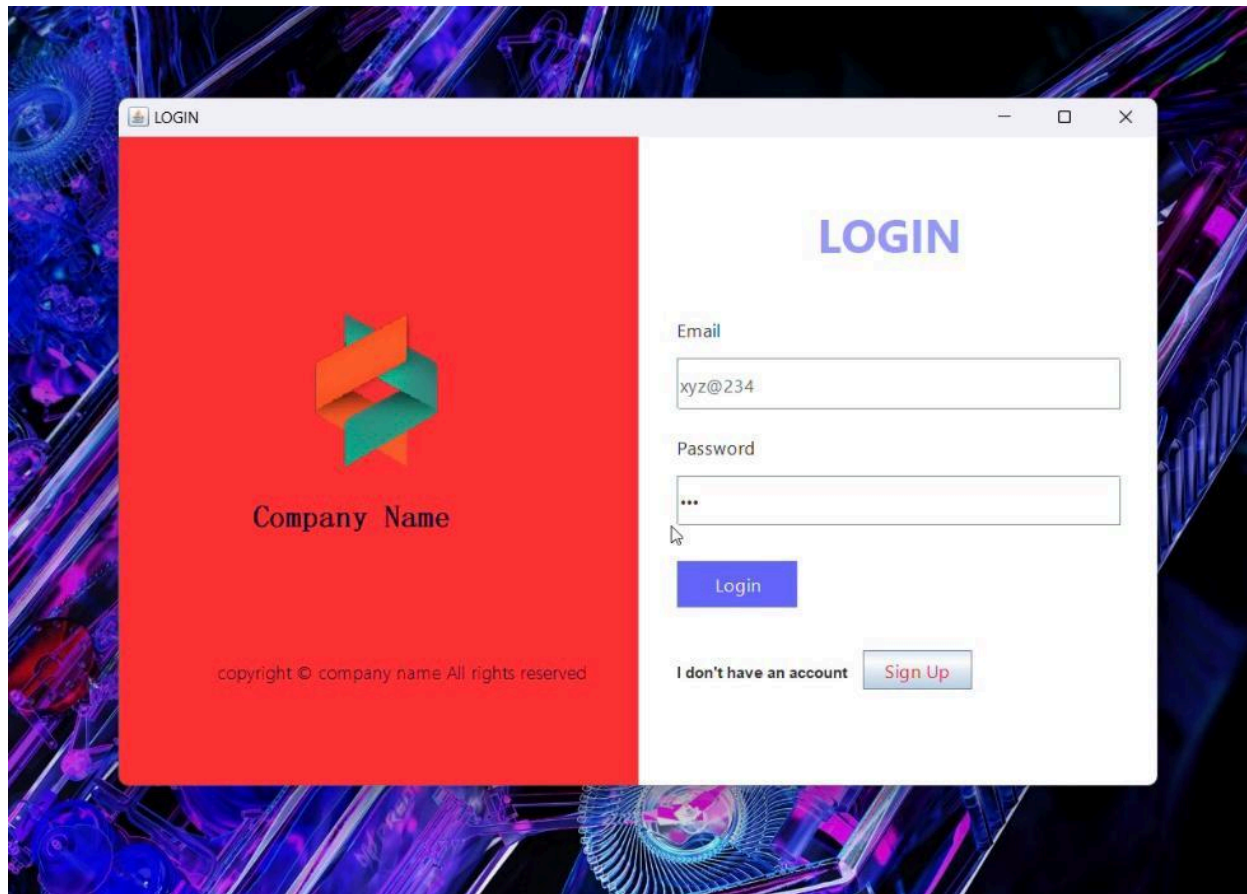 LOGIN
Company Name
copyright © company name All rights reserved
LOGIN
Email
xyz@234
Password
•••
Login
I don't have an account
Sign Up